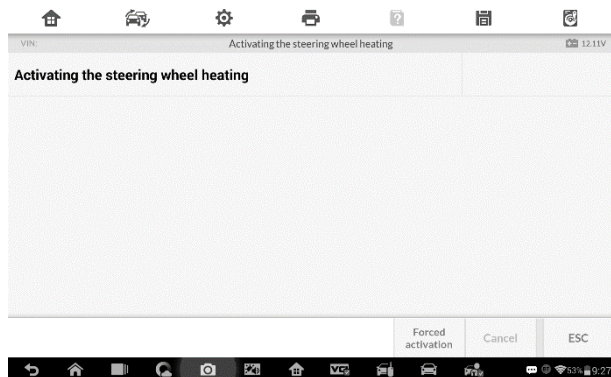 VIN:
Activating the steering wheel heating
12.11V
Activating the steering wheel heating
Forced
activation
Cancel
ESC
VCI
53%
9:27